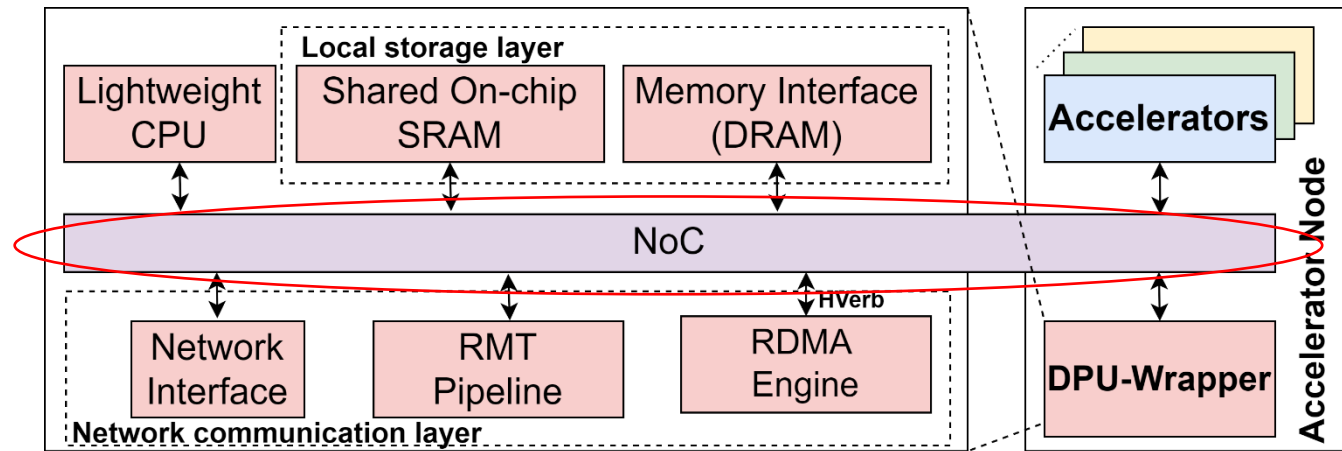 Local storage layer
Lightweight
CPU
Shared On-chip
SRAM
Memory Interface
(DRAM)
Accelerators
NoC
HVerb
Network
Interface
RMT
Pipeline
RDMA
Engine
DPU-Wrapper
Network communication layer
Accelerator Node